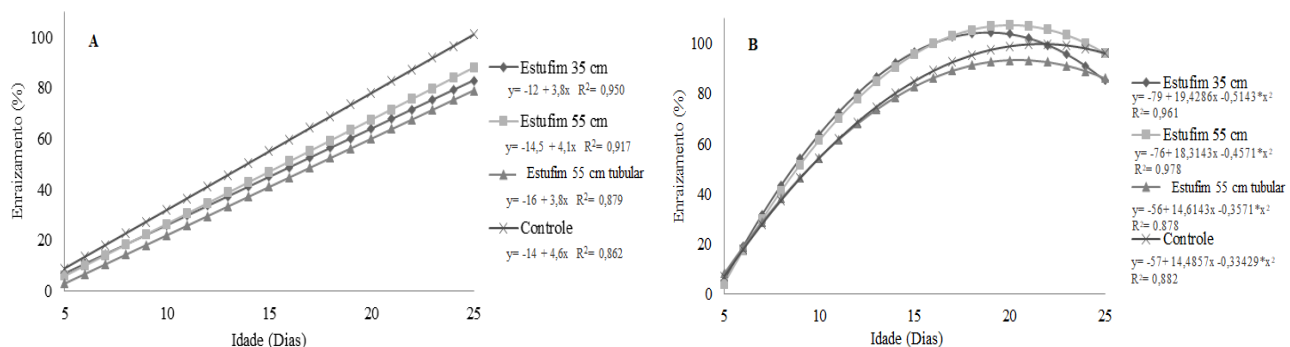 A
Enraizamento (%)
100
80
60
40
20
0
5
10
15
20
25
Idade (Dias)
Estufim 35 cm
y= -12 + 3,8x R²= 0,950
Estufim 55 cm
y= -14,5 + 4,1x R²= 0,917
Estufim 55 cm tubular
y= -16 + 3,8x R²= 0,879
Controle
y= -14 + 4,6x R²= 0,862
B
Enraizamento (%)
100
80
60
40
20
0
5
10
15
20
25
Idade (Dias)
Estufim 35 cm
y= -79 + 19,4286x -0,5143*x²
R²= 0,961
Estufim 55 cm
y= -76+ 18,3143x -0,4571*x²
R²= 0.978
Estufim 55 cm tubular
y= -56+ 14,6143x -0,3571*x²
R²= 0.878
Controle
y= -57+ 14,4857x -0,33429*x²
R²= 0,882